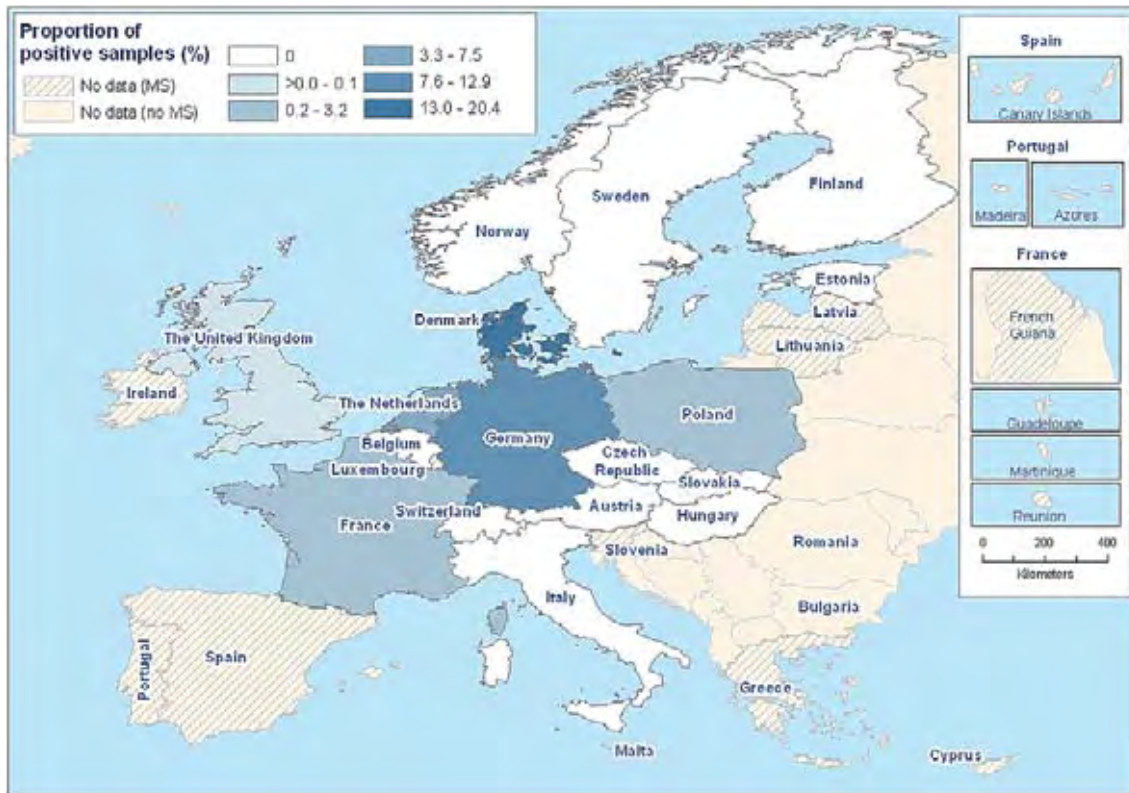 Proportion of
positive samples (%)
No data (MS)
No data (no MS)
0
>0.0 - 0.1
0.2 - 3.2
3.3 - 7.5
7.6 - 12.9
13.0 - 20.4
Spain
Canary Islands
Portugal
Madeira
Azores
France
French
Guiana
Guadeloupe
Martinique
Reunion
0 200 400
Kilometers
Finland
Sweden
Norway
Estonia
Latvia
Lithuania
Denmark
The United Kingdom
Ireland
The Netherlands
Poland
Belgium
Germany
Luxembourg
Czech
Republic
Slovakia
Switzerland
Austria
Hungary
France
Slovenia
Romania
Bulgaria
Italy
Portugal
Spain
Greece
Malta
Cyprus